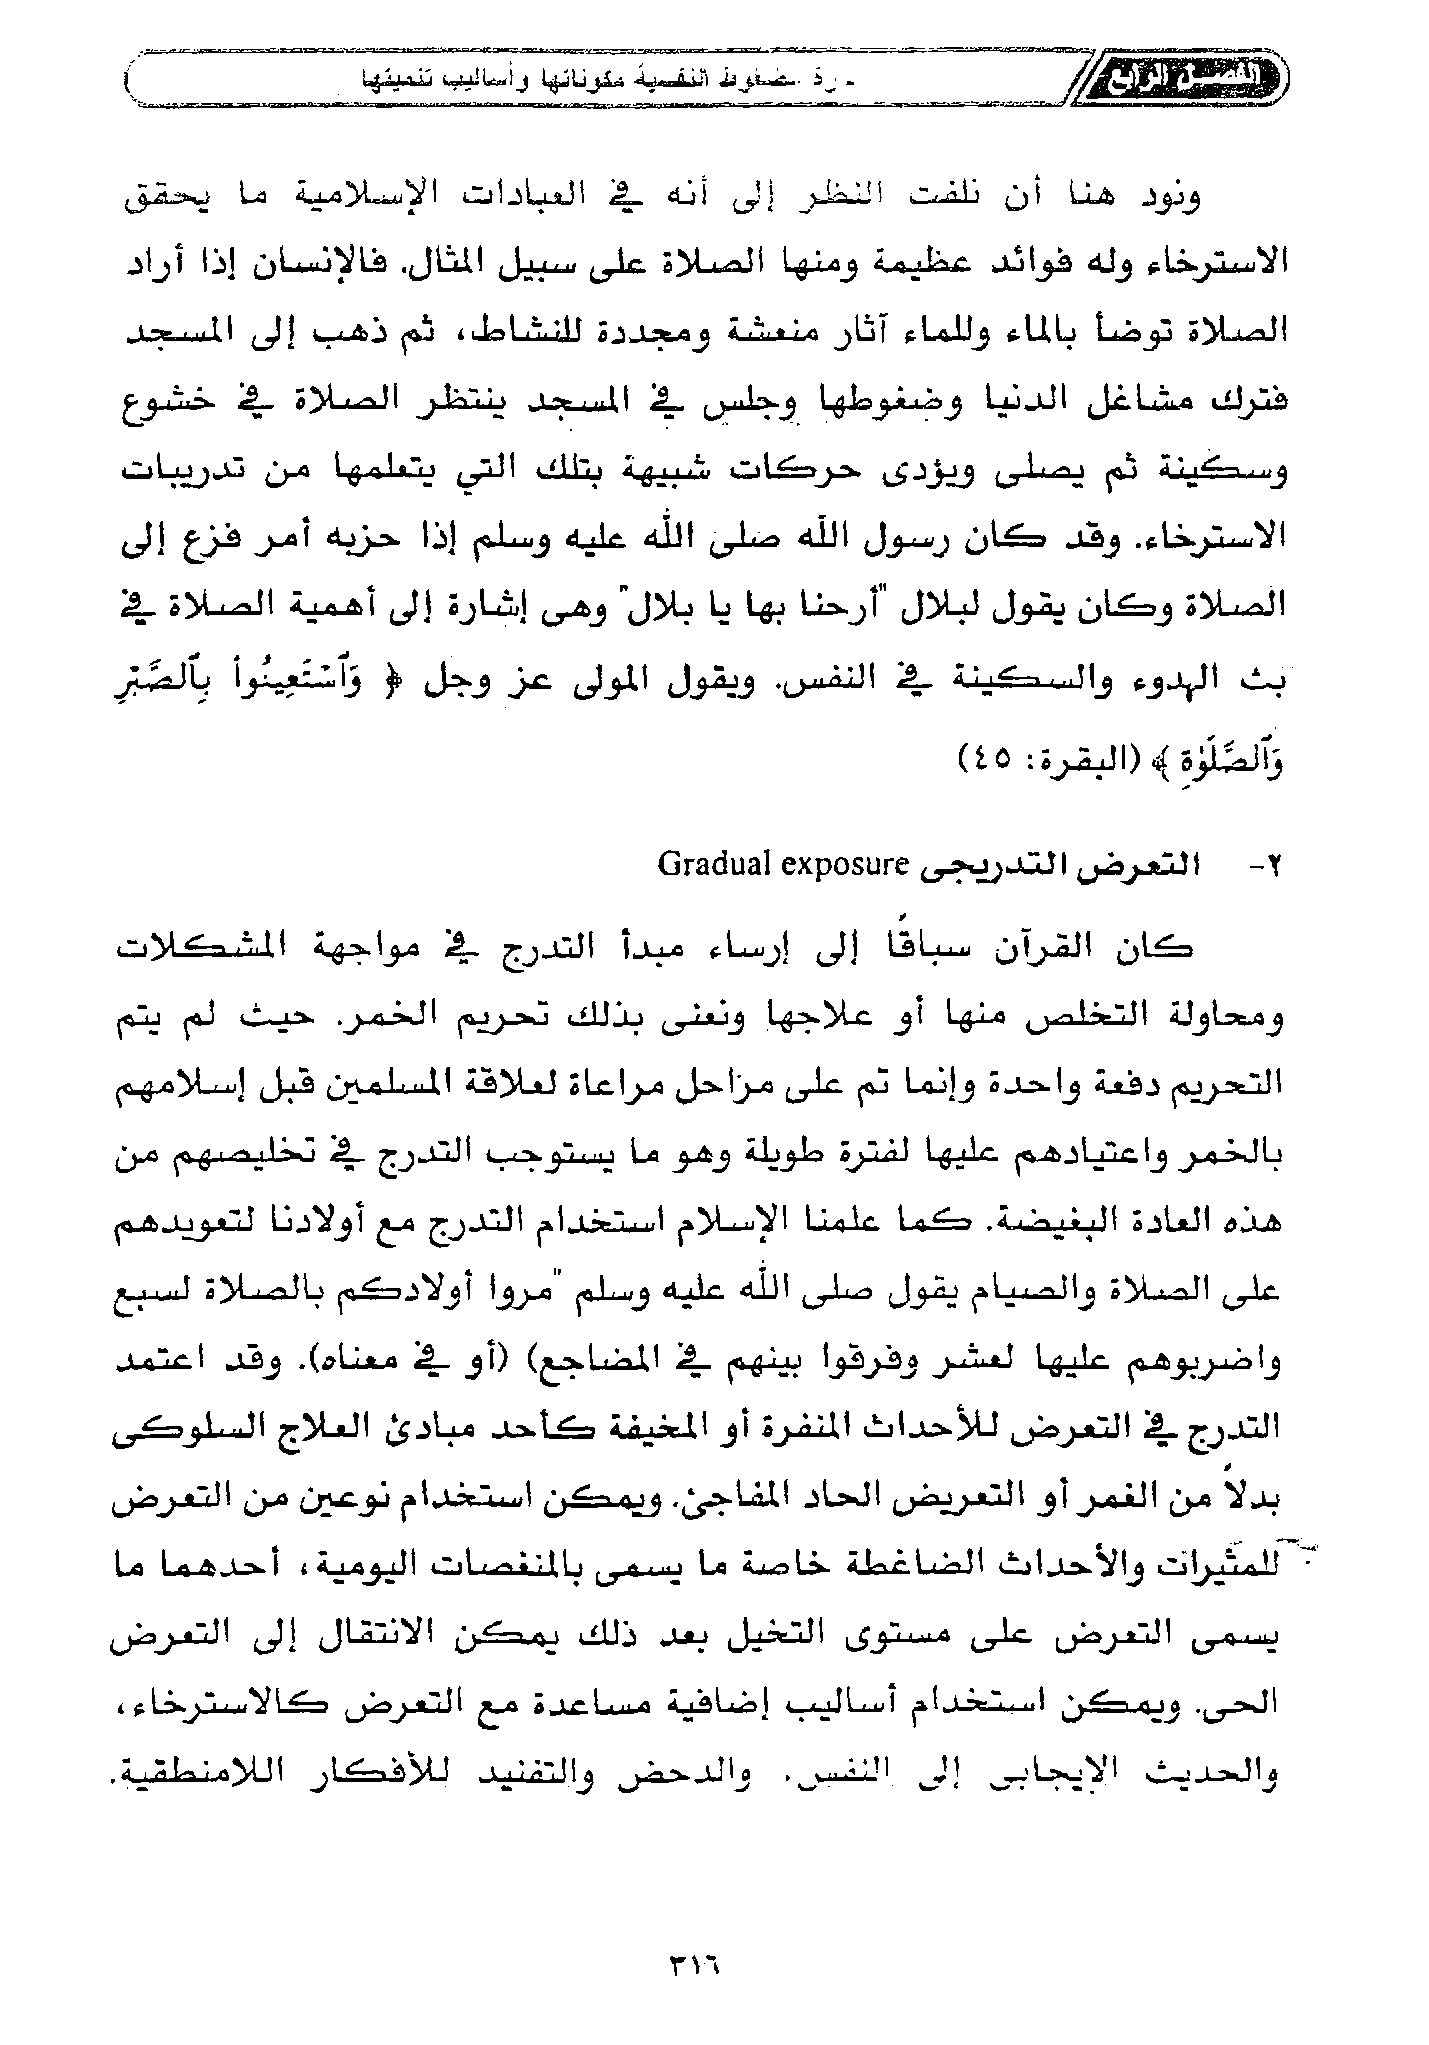 الفصل الرابع
النفسية مكوناتها وأساليب تنميتها
ونود هنا أن نلفت النظر إلى أنه في العبادات الإسلامية ما يحقق
الاسترخاء وله فوائد عظيمة ومنها الصلاة على سبيل المثال. فالإنسان إذا أراد
الصلاة توضأ بالماء وللماء آثار منعشة ومجددة للنشاط، ثم ذهب إلى المسجد
فترك مشاغل الدنيا وضغوطها وجلس في المسجد ينتظر الصلاة في خشوع
وسكينة ثم يصلى ويؤدى حركات شبيهة بتلك التي يتعلمها من تدريبات
الاسترخاء. وقد كان رسول الله صلى الله عليه وسلم إذا حزبه أمر فزع إلى
الصلاة وكان يقول لبلال "أرحنا بها يا بلال" وهى إشارة إلى أهمية الصلاة في
بث الهدوء والسكينة في النفس. ويقول المولى عز وجل ﴿ وَٱسْتَعِينُواْ بِٱلصَّبْرِ
وَٱلصَّلَوٰةِ ﴾ (البقرة: ٤٥)
٢- التعرض التدريجى Gradual exposure
كان القرآن سباقًا إلى إرساء مبدأ التدرج في مواجهة المشكلات
ومحاولة التخلص منها أو علاجها ونعنى بذلك تحريم الخمر. حيث لم يتم
التحريم دفعة واحدة وإنما تم على مراحل مراعاة لعلاقة المسلمين قبل إسلامهم
بالخمر واعتيادهم عليها لفترة طويلة وهو ما يستوجب التدرج في تخليصهم من
هذه العادة البغيضة. كما علمنا الإسلام استخدام التدرج مع أولادنا لتعويدهم
على الصلاة والصيام يقول صلى الله عليه وسلم "مروا أولادكم بالصلاة لسبع
واضربوهم عليها لعشر وفرقوا بينهم في المضاجع) (أو في معناه). وقد اعتمد
التدرج في التعرض للأحداث المنفرة أو المخيفة كأحد مبادئ العلاج السلوكى
بدلاً من الغمر أو التعريض الحاد المفاجئ. ويمكن استخدام نوعين من التعرض
للمثيرات والأحداث الضاغطة خاصة ما يسمى بالمنغصات اليومية، أحدهما ما
يسمى التعرض على مستوى التخيل بعد ذلك يمكن الانتقال إلى التعرض
الحى. ويمكن استخدام أساليب إضافية مساعدة مع التعرض كالاسترخاء،
والحديث الإيجابى إلى النفس. والدحض والتفنيد للأفكار اللامنطقية.
٣١٦